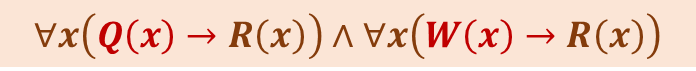 ∀x(Q(x) → R(x)) ∧ ∀x(W(x) → R(x))